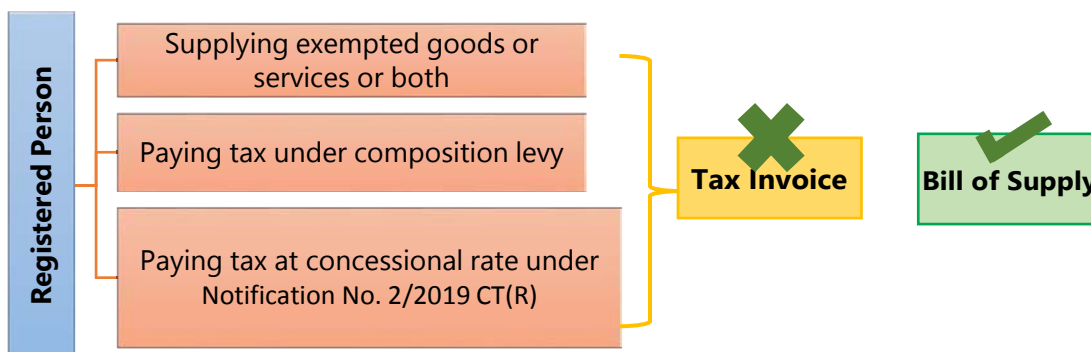 Registered Person
Supplying exempted goods or
services or both
Paying tax under composition levy
Paying tax at concessional rate under
Notification No. 2/2019 CT(R)
Tax Invoice
Bill of Supply